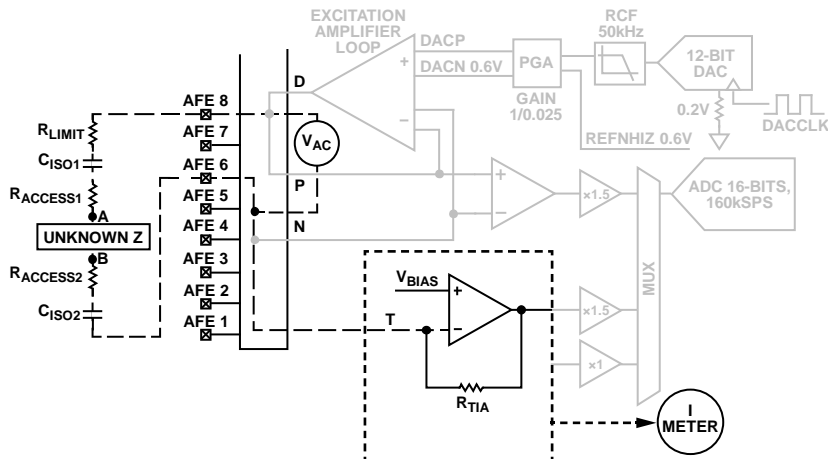 EXCITATION
AMPLIFIER
LOOP
DACP
DACN 0.6V
PGA
GAIN
1/0.025
RCF
50kHz
12-BIT
DAC
0.2V
DACCLK
REFNHIZ 0.6V
D
P
N
T
AFE 8
AFE 7
AFE 6
AFE 5
AFE 4
AFE 3
AFE 2
AFE 1
RLIMIT
CISO1
RACCESS1
A
UNKNOWN Z
B
RACCESS2
CISO2
VAC
+
–
+
–
×1.5
MUX
ADC 16-BITS,
160kSPS
VBIAS
+
–
RTIA
×1.5
×1
I
METER